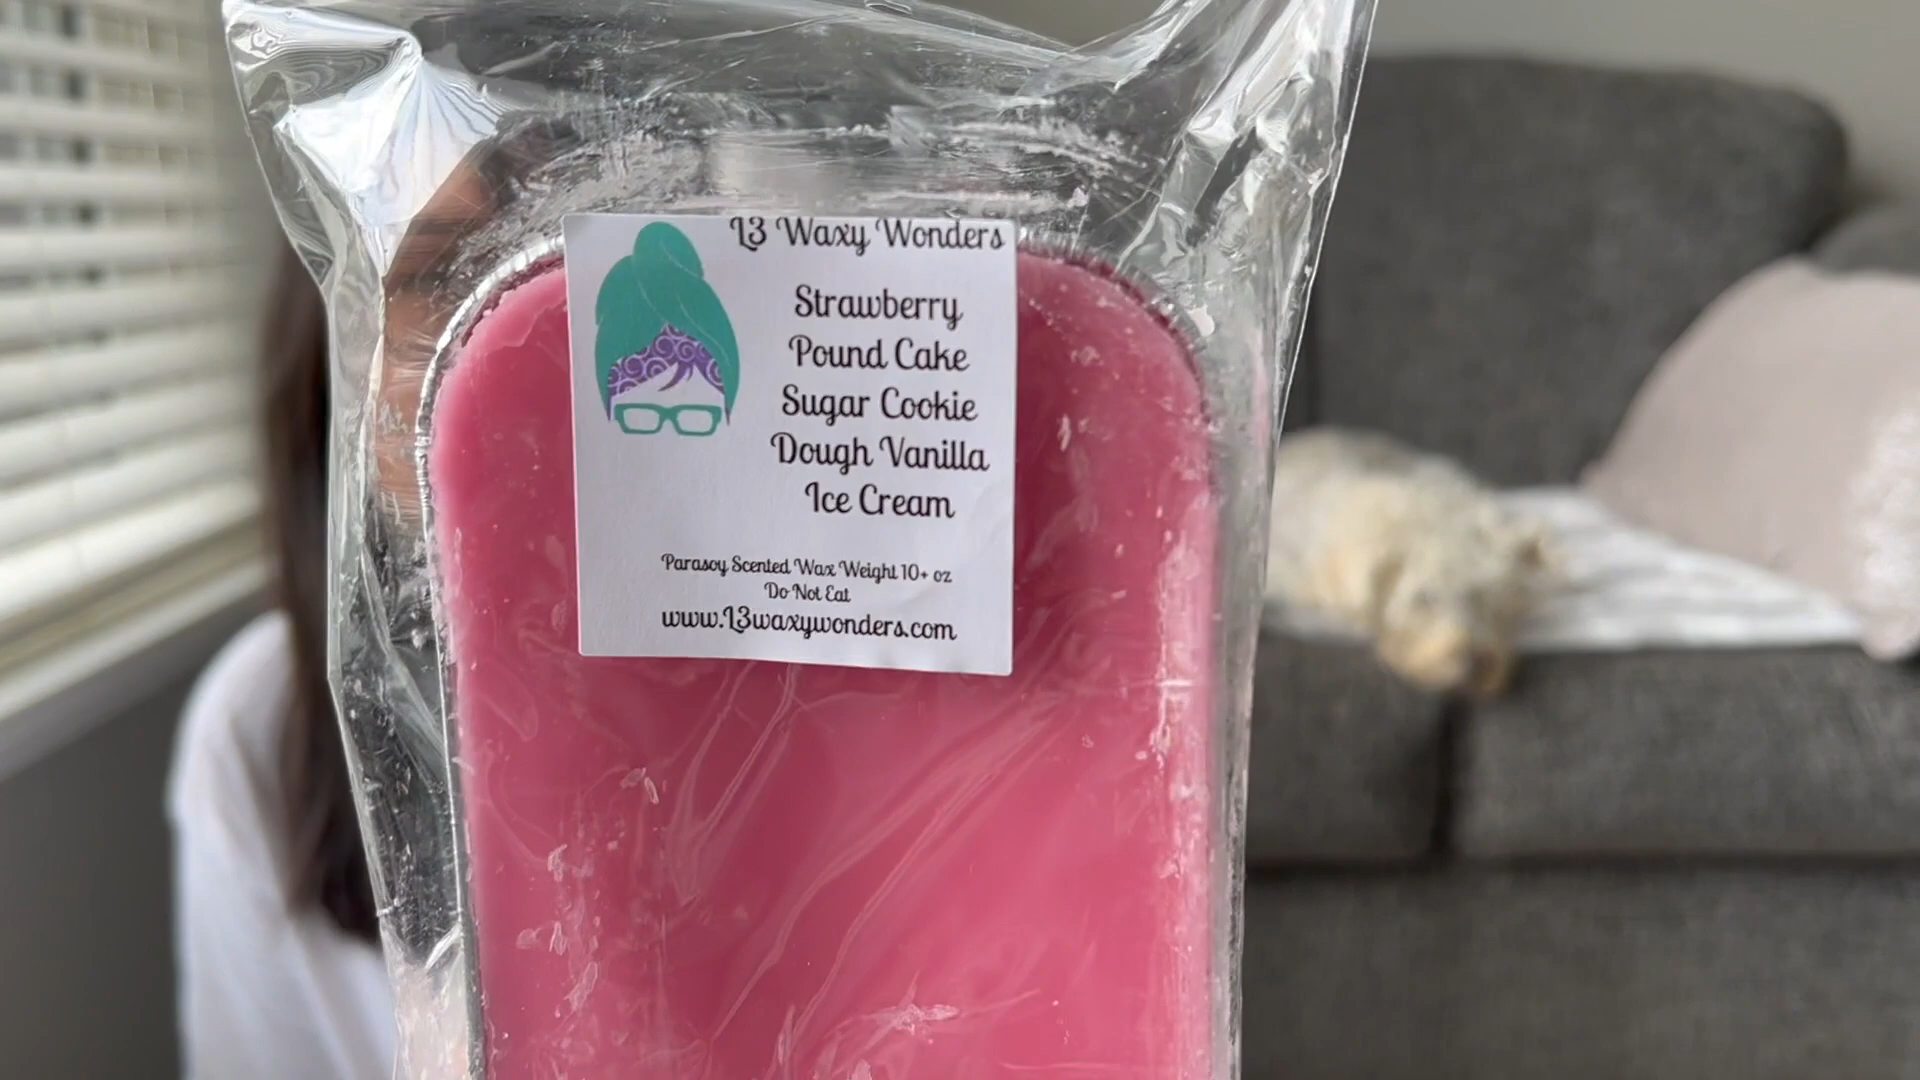 L3 Waxy Wonders
Strawberry
Pound Cake
Sugar Cookie
Dough Vanilla
Ice Cream
Parasoy Scented Wax Weight 10+ oz
Do Not Eat
www.L3waxywonders.com